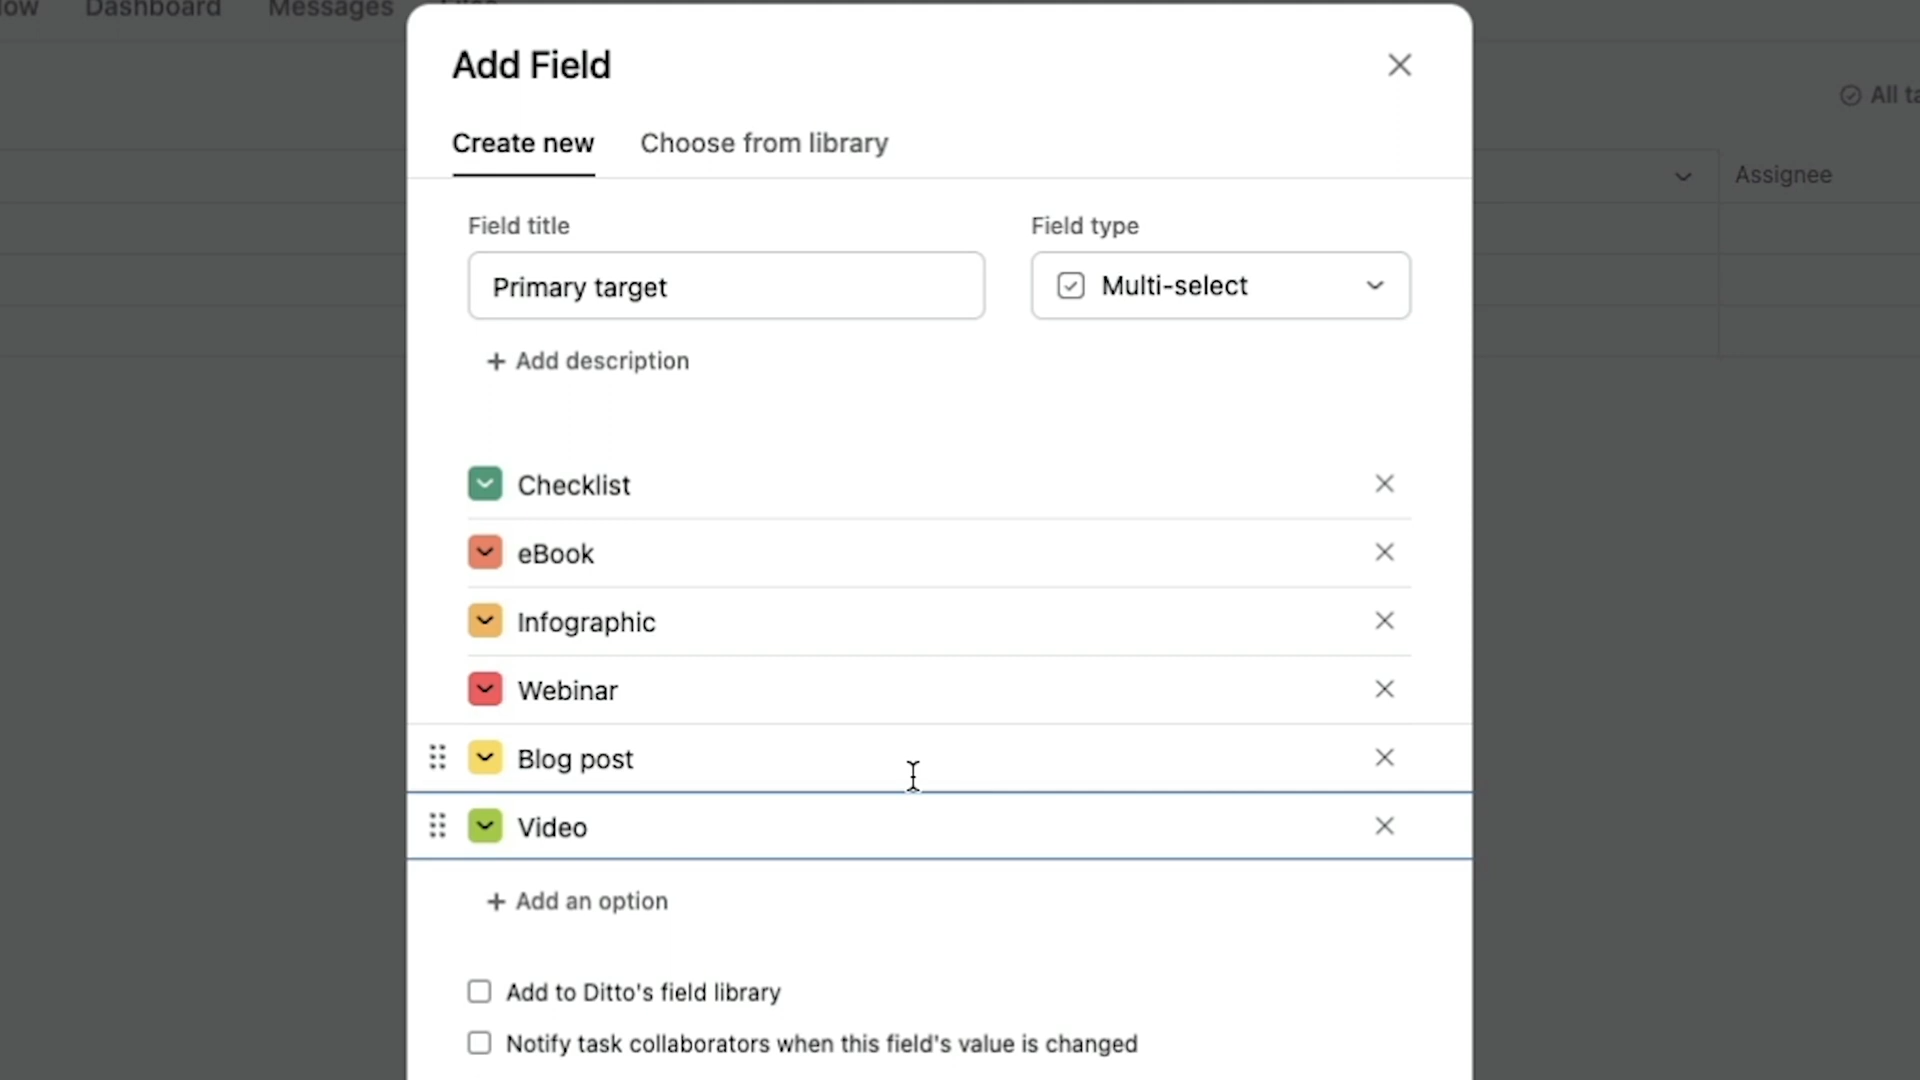 Dashboard
Messages
Add Field
Create new
Choose from library
All
Assignee
Field title
Field type
Primary target
Multi-select
+ Add description
Checklist
eBook
Infographic
Webinar
Blog post
Video
+ Add an option
Add to Ditto's field library
Notify task collaborators when this field's value is changed